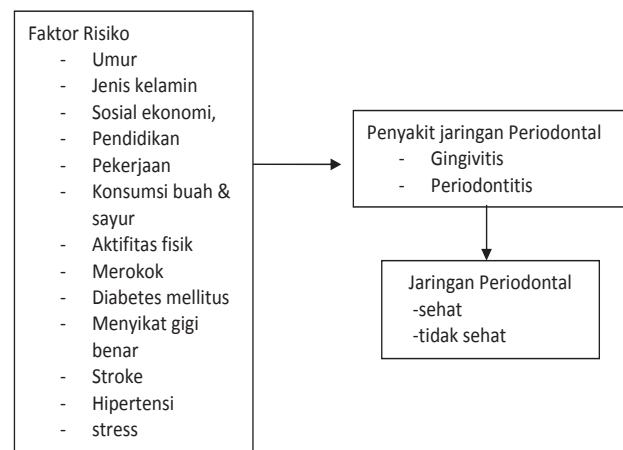 Faktor Risiko
- Umur
- Jenis kelamin
- Sosial ekonomi,
- Pendidikan
- Pekerjaan
- Konsumsi buah &
sayur
- Aktifitas fisik
- Merokok
- Diabetes mellitus
- Menyikat gigi
benar
- Stroke
- Hipertensi
- stress
Penyakit jaringan Periodontal
- Gingivitis
- Periodontitis
Jaringan Periodontal
-sehat
-tidak sehat